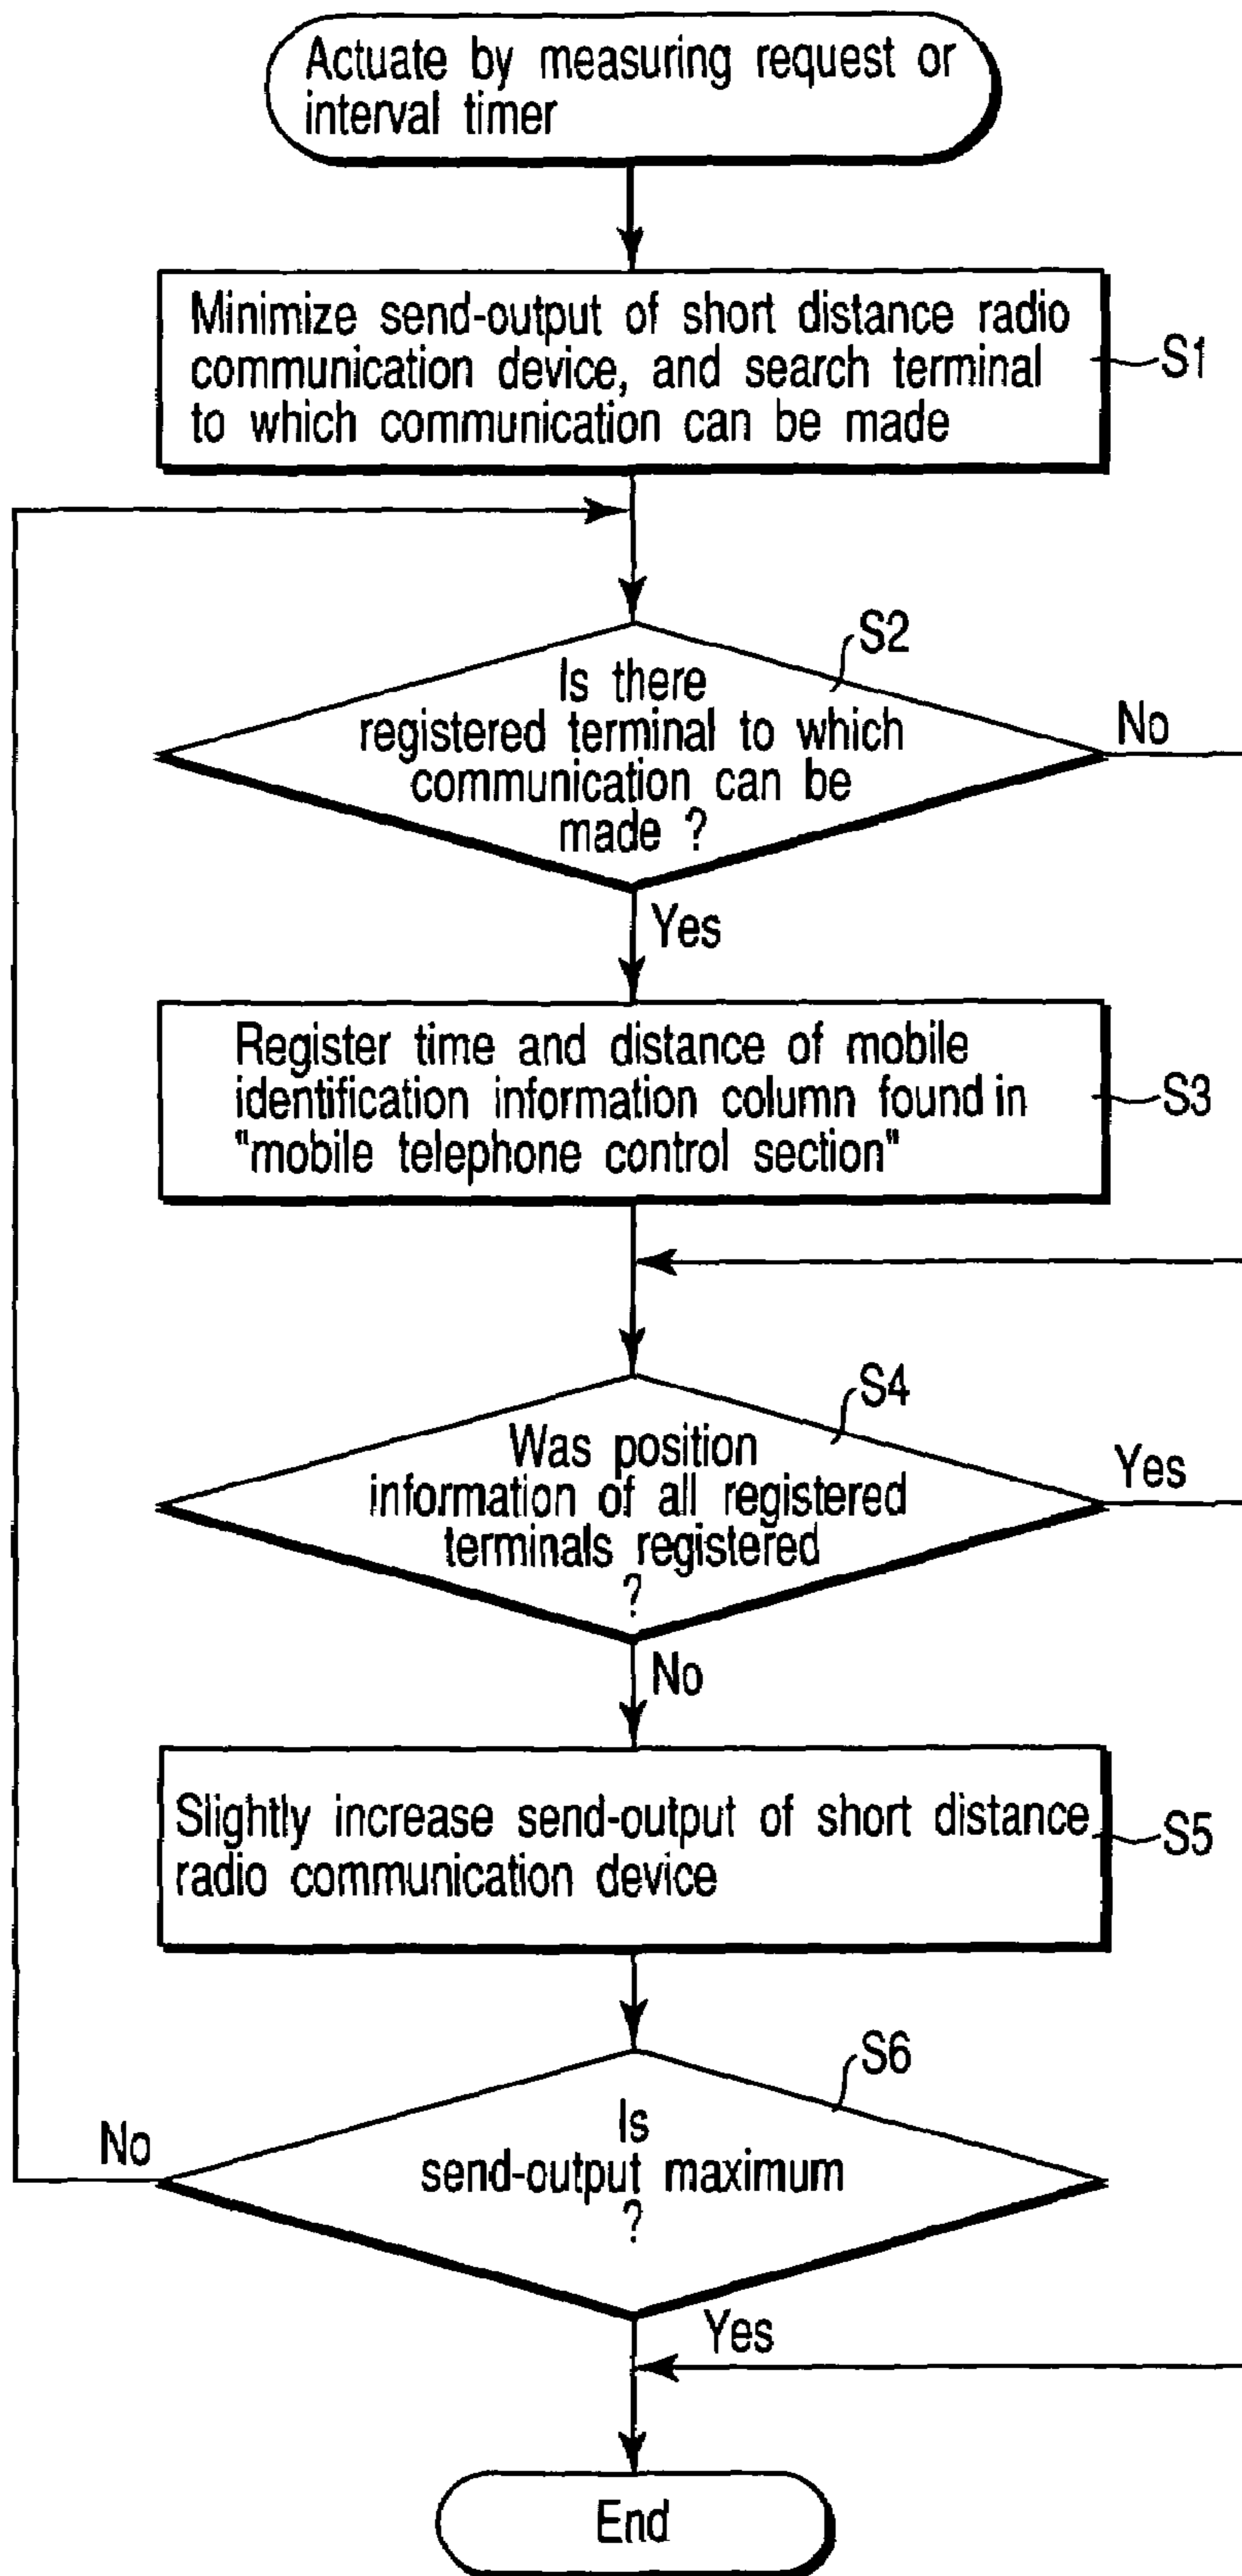 Actuate by measuring request or
interval timer
Minimize send-output of short distance radio
communication device, and search terminal
to which communication can be made
S1
S2
Is there
registered terminal to which
communication can be
made ?
No
Yes
Register time and distance of mobile
identification information column found in
"mobile telephone control section"
S3
S4
Was position
information of all registered
terminals registered
?
Yes
No
Slightly increase send-output of short distance
radio communication device
S5
S6
Is
send-output maximum
?
No
Yes
End